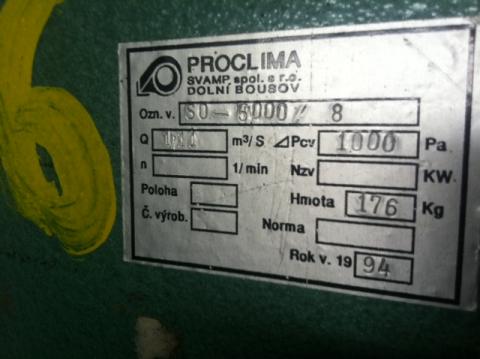 6
PROCLIMA
SVAMP, spol. s r.o.
DOLNÍ BOUSOV
Ozn. v. SO - 5000/ 8
Q m³/S ⊿Pcv 1000 Pa
n 1/min Nzv KW
Poloha Hmota 176 Kg
Č. výrob. Norma
Rok v. 19 94